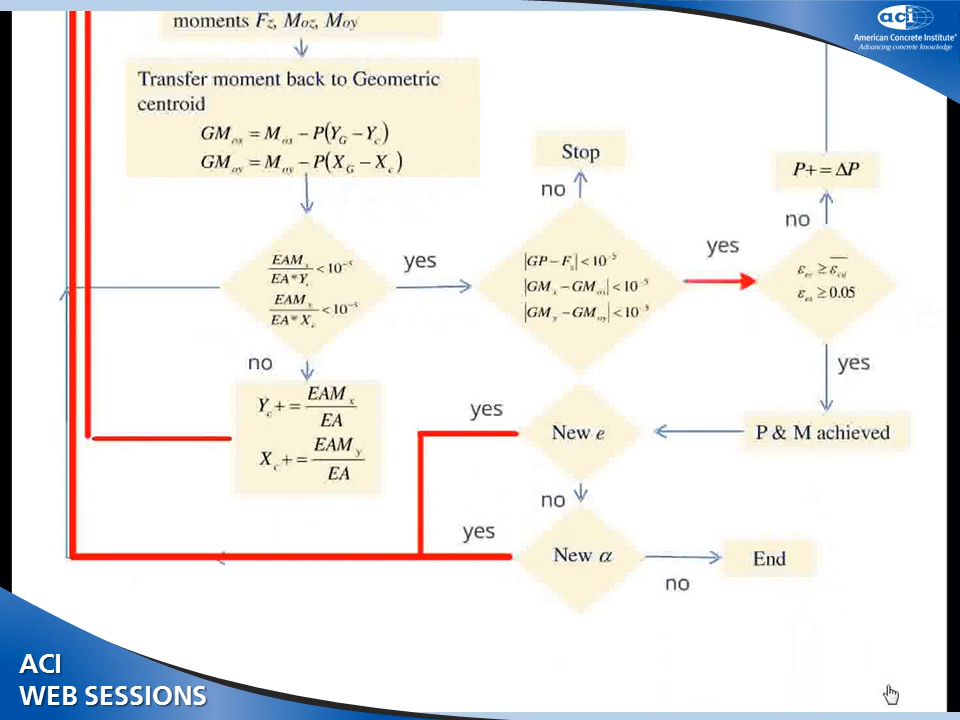 moments Fz, Moz, Moy
aci
American Concrete Institute®
Advancing concrete knowledge
Transfer moment back to Geometric
centroid
GM_ox = M_ox − P(Y_G − Y_c)
GM_oy = M_oy − P(X_G − X_c)
Stop
P+= ΔP
no
no
yes
yes
EAM_x / EA*Y_c < 10^-5
EAM_y / EA*X_c < 10^-5
|GP − F_z| < 10^-5
|GM_x − GM_ox| < 10^-5
|GM_y − GM_oy| < 10^-5
≥
≥ 0.05
no
yes
Y_c += EAM_x / EA
X_c += EAM_y / EA
yes
New e
P & M achieved
no
yes
New α
End
no
ACI
WEB SESSIONS